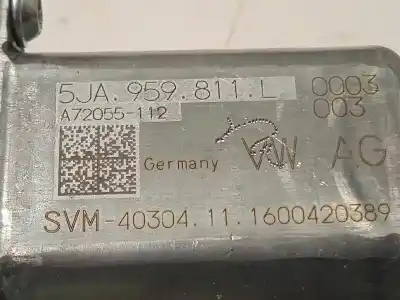 5JA.959.811.L 0003
A72055-112 003
Germany VW AG
SVM-40304.11.1600420389